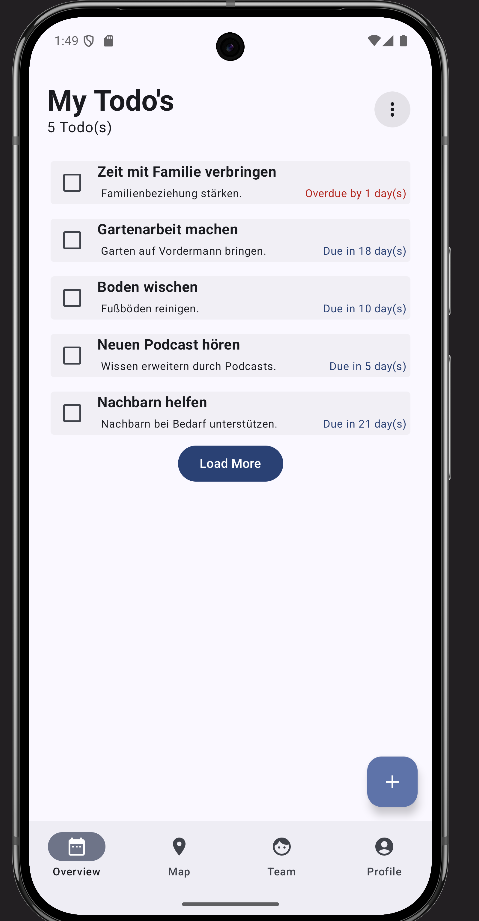 1:49
My Todo's
5 Todo(s)
Zeit mit Familie verbringen
Familienbeziehung stärken. Overdue by 1 day(s)
Gartenarbeit machen
Garten auf Vordermann bringen. Due in 18 day(s)
Boden wischen
Fußböden reinigen. Due in 10 day(s)
Neuen Podcast hören
Wissen erweitern durch Podcasts. Due in 5 day(s)
Nachbarn helfen
Nachbarn bei Bedarf unterstützen. Due in 21 day(s)
Load More
Overview Map Team Profile